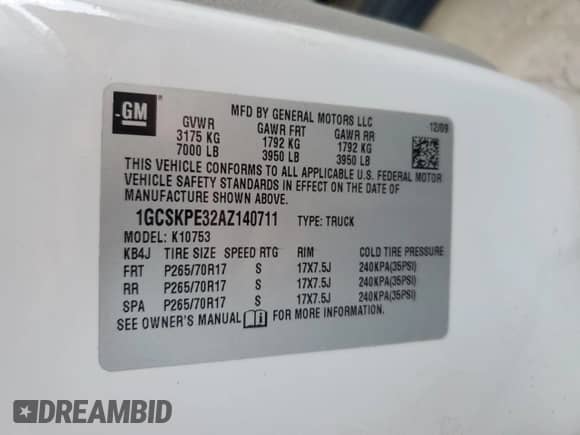 GM
MFD BY GENERAL MOTORS LLC
12/09
GVWR GAWR FRT GAWR RR
3175 KG 1792 KG 1792 KG
7000 LB 3950 LB 3950 LB
THIS VEHICLE CONFORMS TO ALL APPLICABLE U.S. FEDERAL MOTOR
VEHICLE SAFETY STANDARDS IN EFFECT ON THE DATE OF
MANUFACTURE SHOWN ABOVE.
1GCSKPE32AZ140711 TYPE: TRUCK
MODEL: K10753
KB4J TIRE SIZE SPEED RTG RIM COLD TIRE PRESSURE
FRT P265/70R17 S 17X7.5J 240KPA(35PSI)
RR P265/70R17 S 17X7.5J 240KPA(35PSI)
SPA P265/70R17 S 17X7.5J 240KPA(35PSI)
SEE OWNER'S MANUAL FOR MORE INFORMATION.
DREAMBID